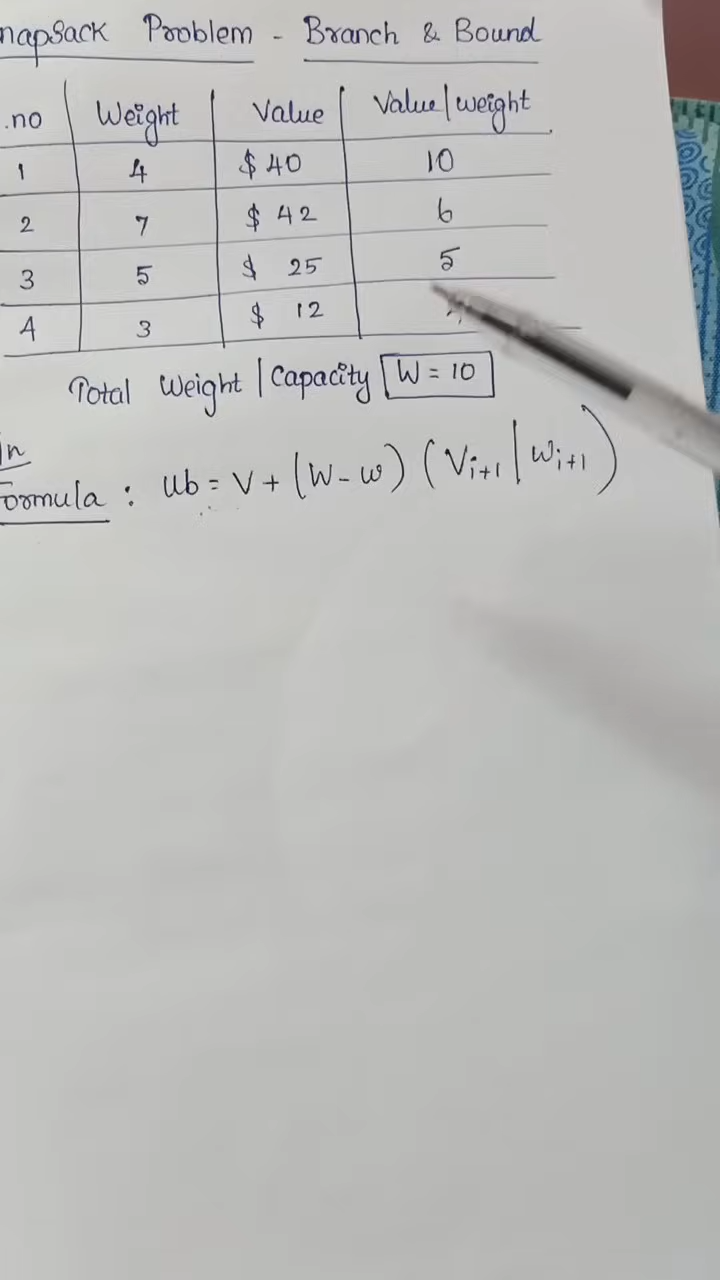 napsack Problem - Branch & Bound
.no Weight Value Value/weight
1 4 $40 10
2 7 $42 6
3 5 $ 25 5
4 3 $ 12
Total Weight | Capacity W = 10
in
Formula : ub = v + (W - w) (Vi+1 | wi+1)